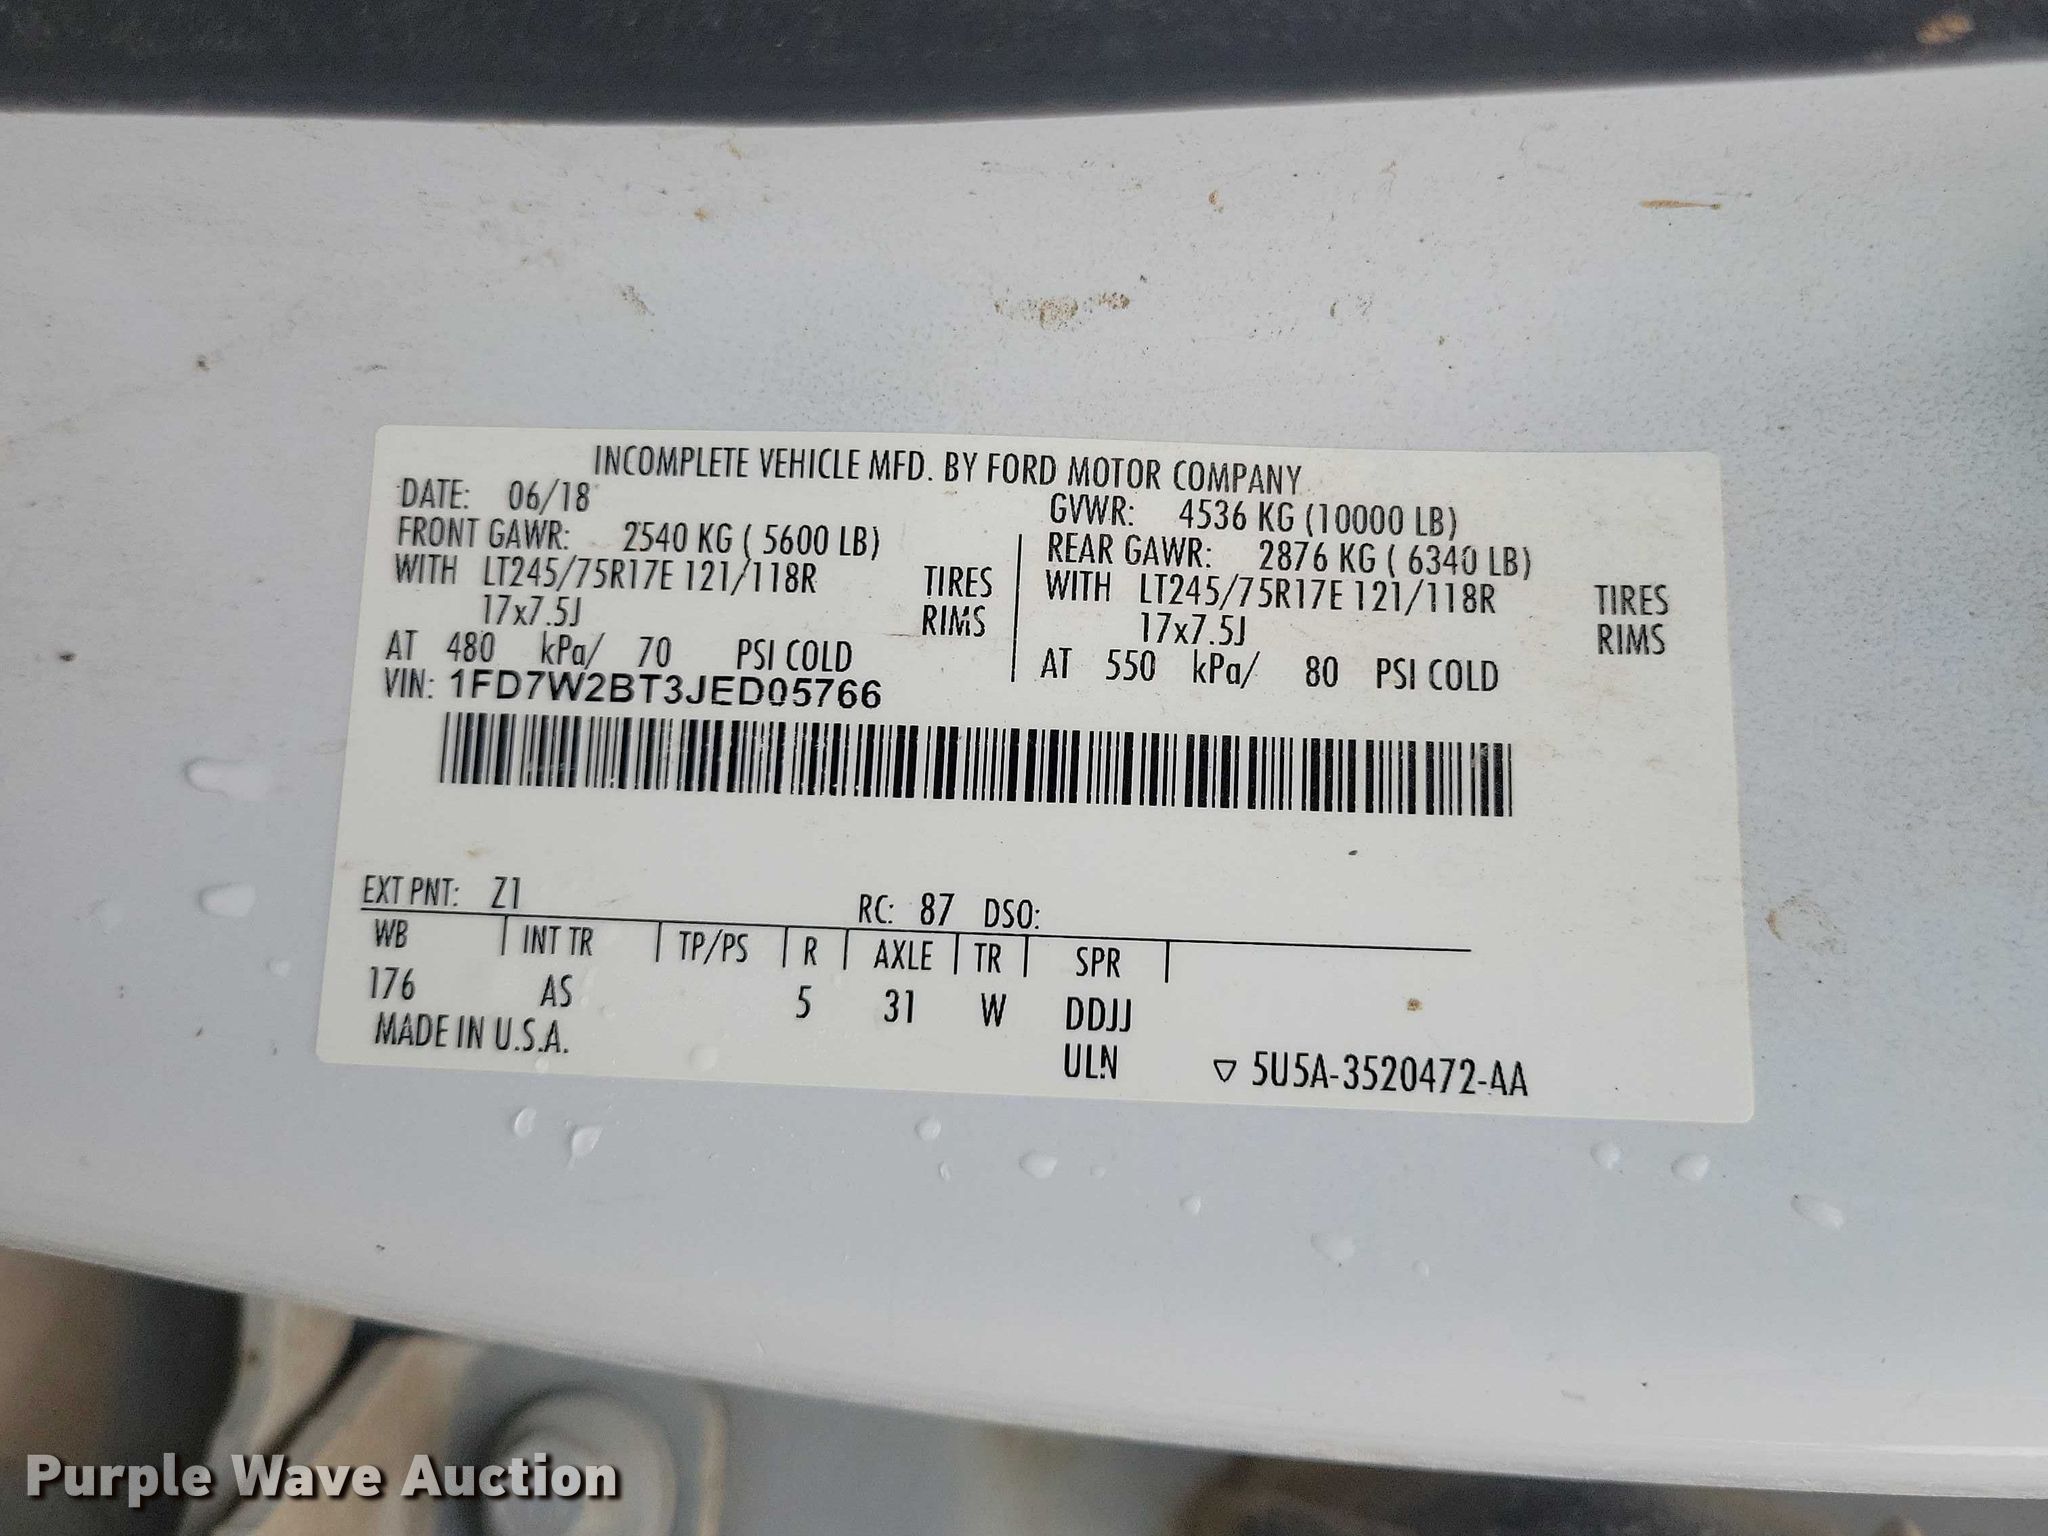 INCOMPLETE VEHICLE MFD. BY FORD MOTOR COMPANY
DATE: 06/18 GVWR: 4536 KG (10000 LB)
FRONT GAWR: 2540 KG ( 5600 LB) REAR GAWR: 2876 KG ( 6340 LB)
WITH LT245/75R17E 121/118R TIRES WITH LT245/75R17E 121/118R TIRES
17x7.5J RIMS 17x7.5J RIMS
AT 480 kPa/ 70 PSI COLD AT 550 kPa/ 80 PSI COLD
VIN: 1FD7W2BT3JED05766
EXT PNT: Z1 RC: 87 DSO:
WB INT TR TP/PS R AXLE TR SPR
176 AS 5 31 W DDJJ
MADE IN U.S.A. ULN ▽ 5U5A-3520472-AA
Purple Wave Auction